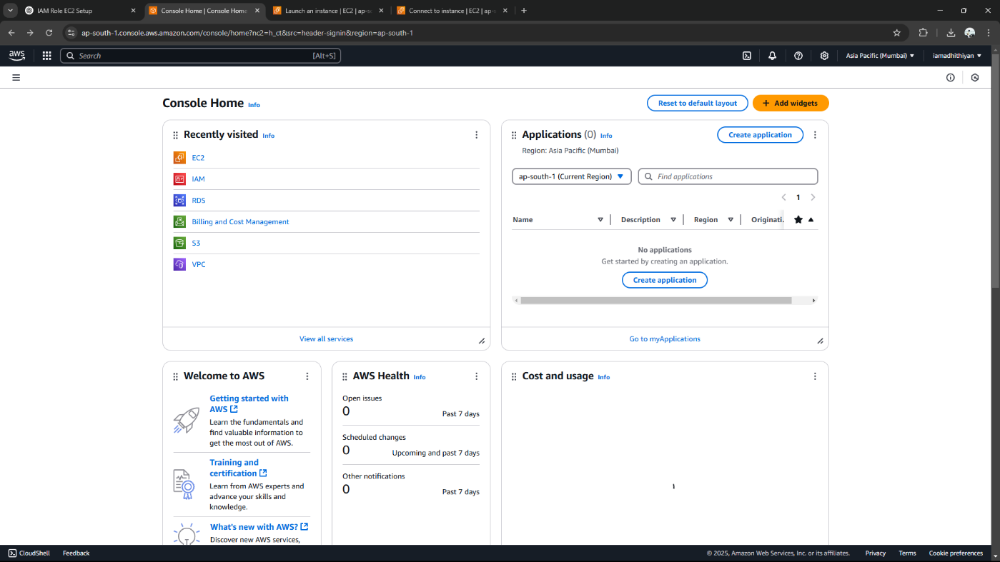 IAM Role EC2 Setup
Console Home | Console Home
Launch an instance | EC2 | ap-so
Connect to instance | EC2 | ap-s
ap-south-1.console.aws.amazon.com/console/home?nc2=h_ct&src=header-signin&region=ap-south-1
aws
Search
[Alt+S]
Asia Pacific (Mumbai)
iamadhithiyan
Console Home Info
Reset to default layout
Add widgets
Recently visited Info
EC2
IAM
RDS
Billing and Cost Management
S3
VPC
View all services
Applications (0) Info
Create application
Region: Asia Pacific (Mumbai)
ap-south-1 (Current Region)
Find applications
1
Name
Description
Region
Originati.
No applications
Get started by creating an application.
Create application
Go to myApplications
Welcome to AWS
Getting started with
AWS
Learn the fundamentals and
find valuable information to
get the most out of AWS.
Training and
certification
Learn from AWS experts and
advance your skills and
knowledge.
What's new with AWS?
Discover new AWS services,
AWS Health Info
Open issues
0
Past 7 days
Scheduled changes
0
Upcoming and past 7 days
Other notifications
0
Past 7 days
Cost and usage Info
CloudShell
Feedback
© 2025, Amazon Web Services, Inc. or its affiliates.
Privacy
Terms
Cookie preferences